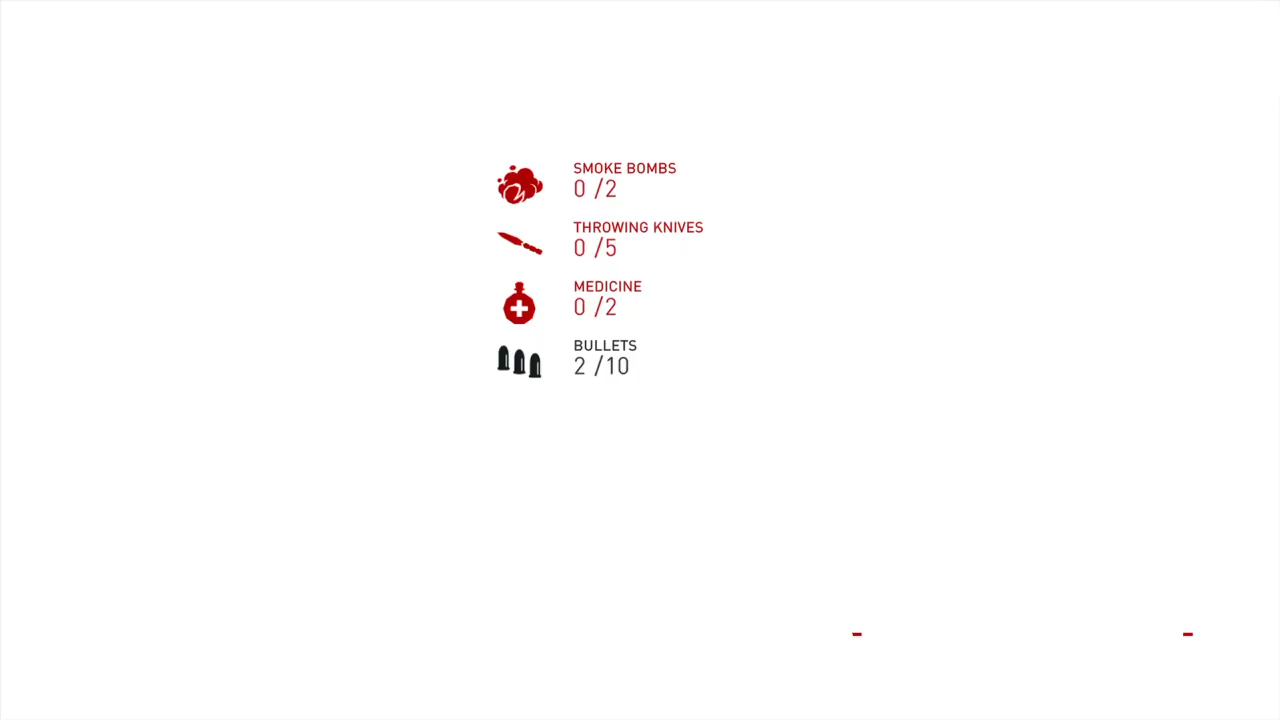 SMOKE BOMBS
0 /2
THROWING KNIVES
0 /5
MEDICINE
0 /2
BULLETS
2 /10